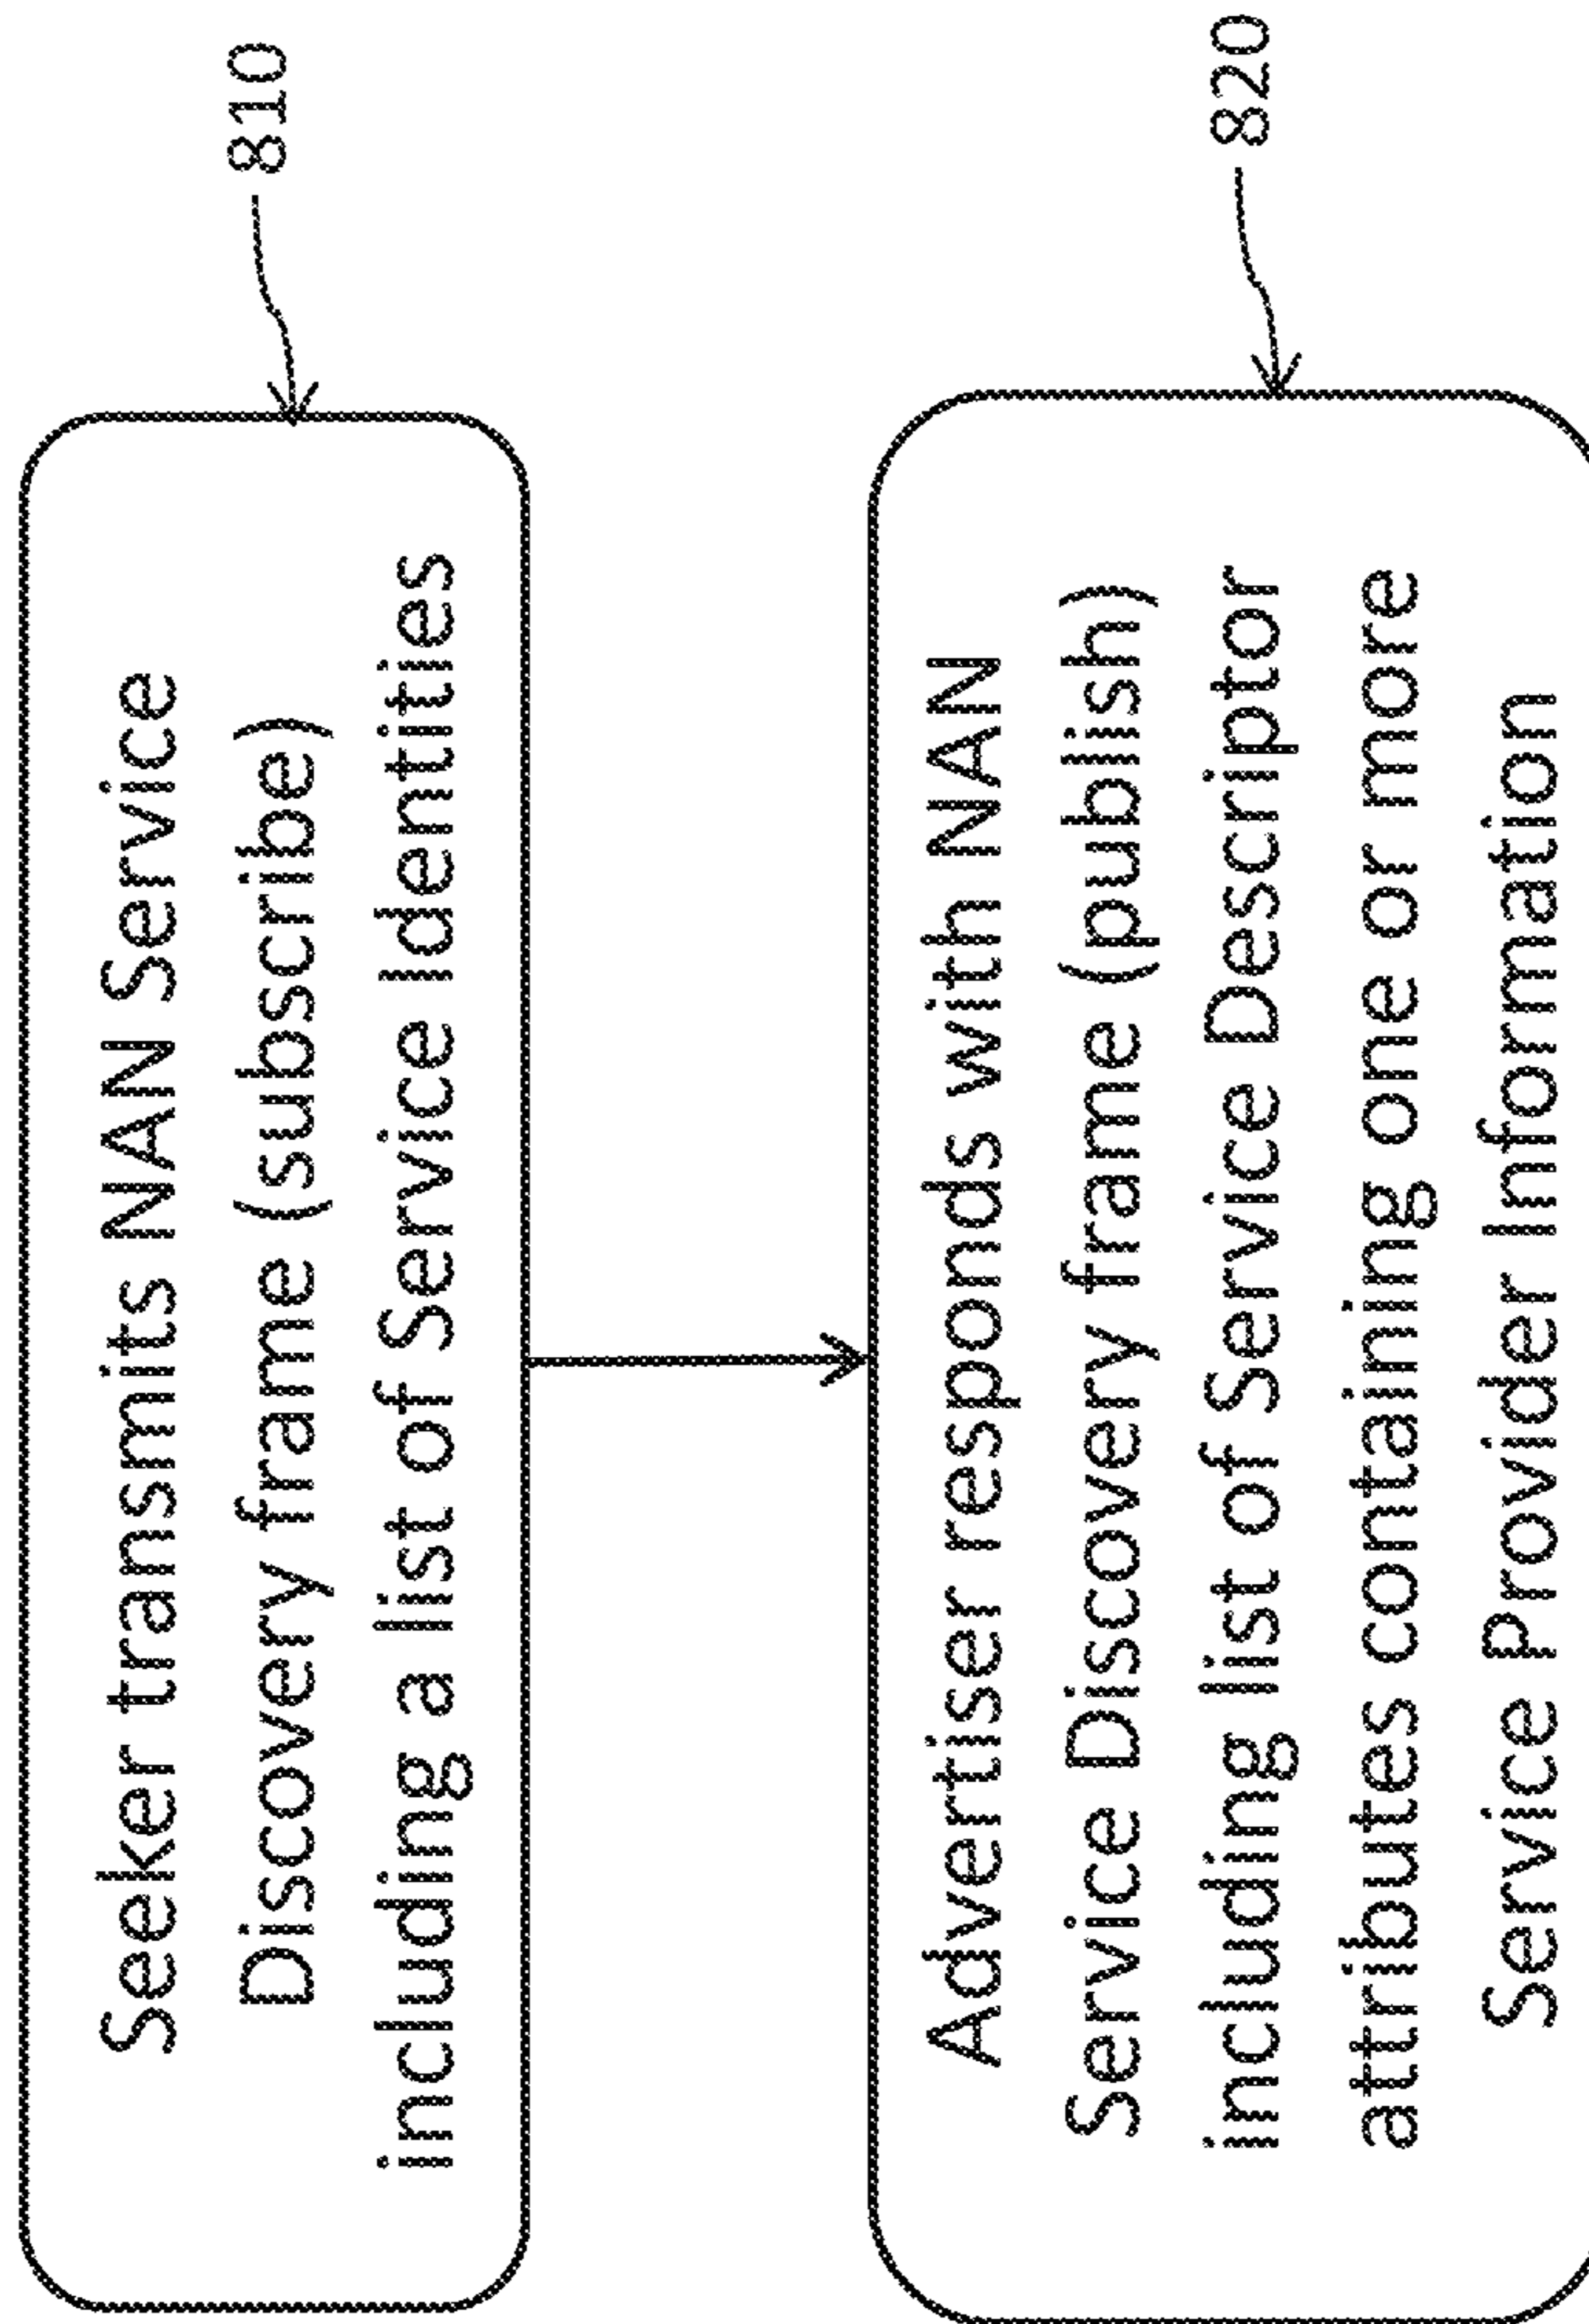 Seeker transmits NAN Service
Discovery frame (subscribe)
including a list of Service Identities
810
Advertiser responds with NAN
Service Discovery frame (publish)
including list of Service Descriptor
attributes containing one or more
Service Provider Information
820